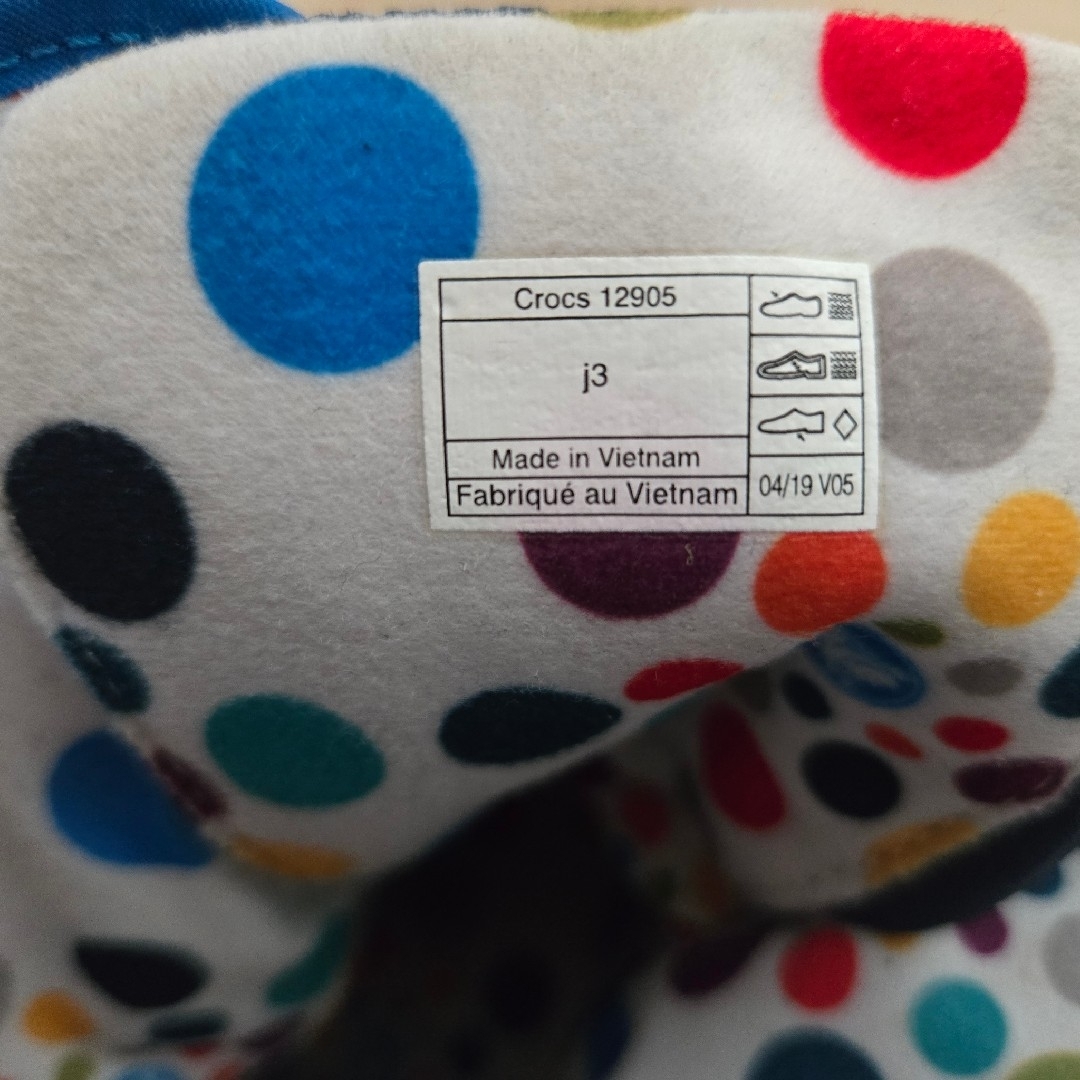 Crocs 12905
j3
Made in Vietnam
Fabriqué au Vietnam
04/19 V05